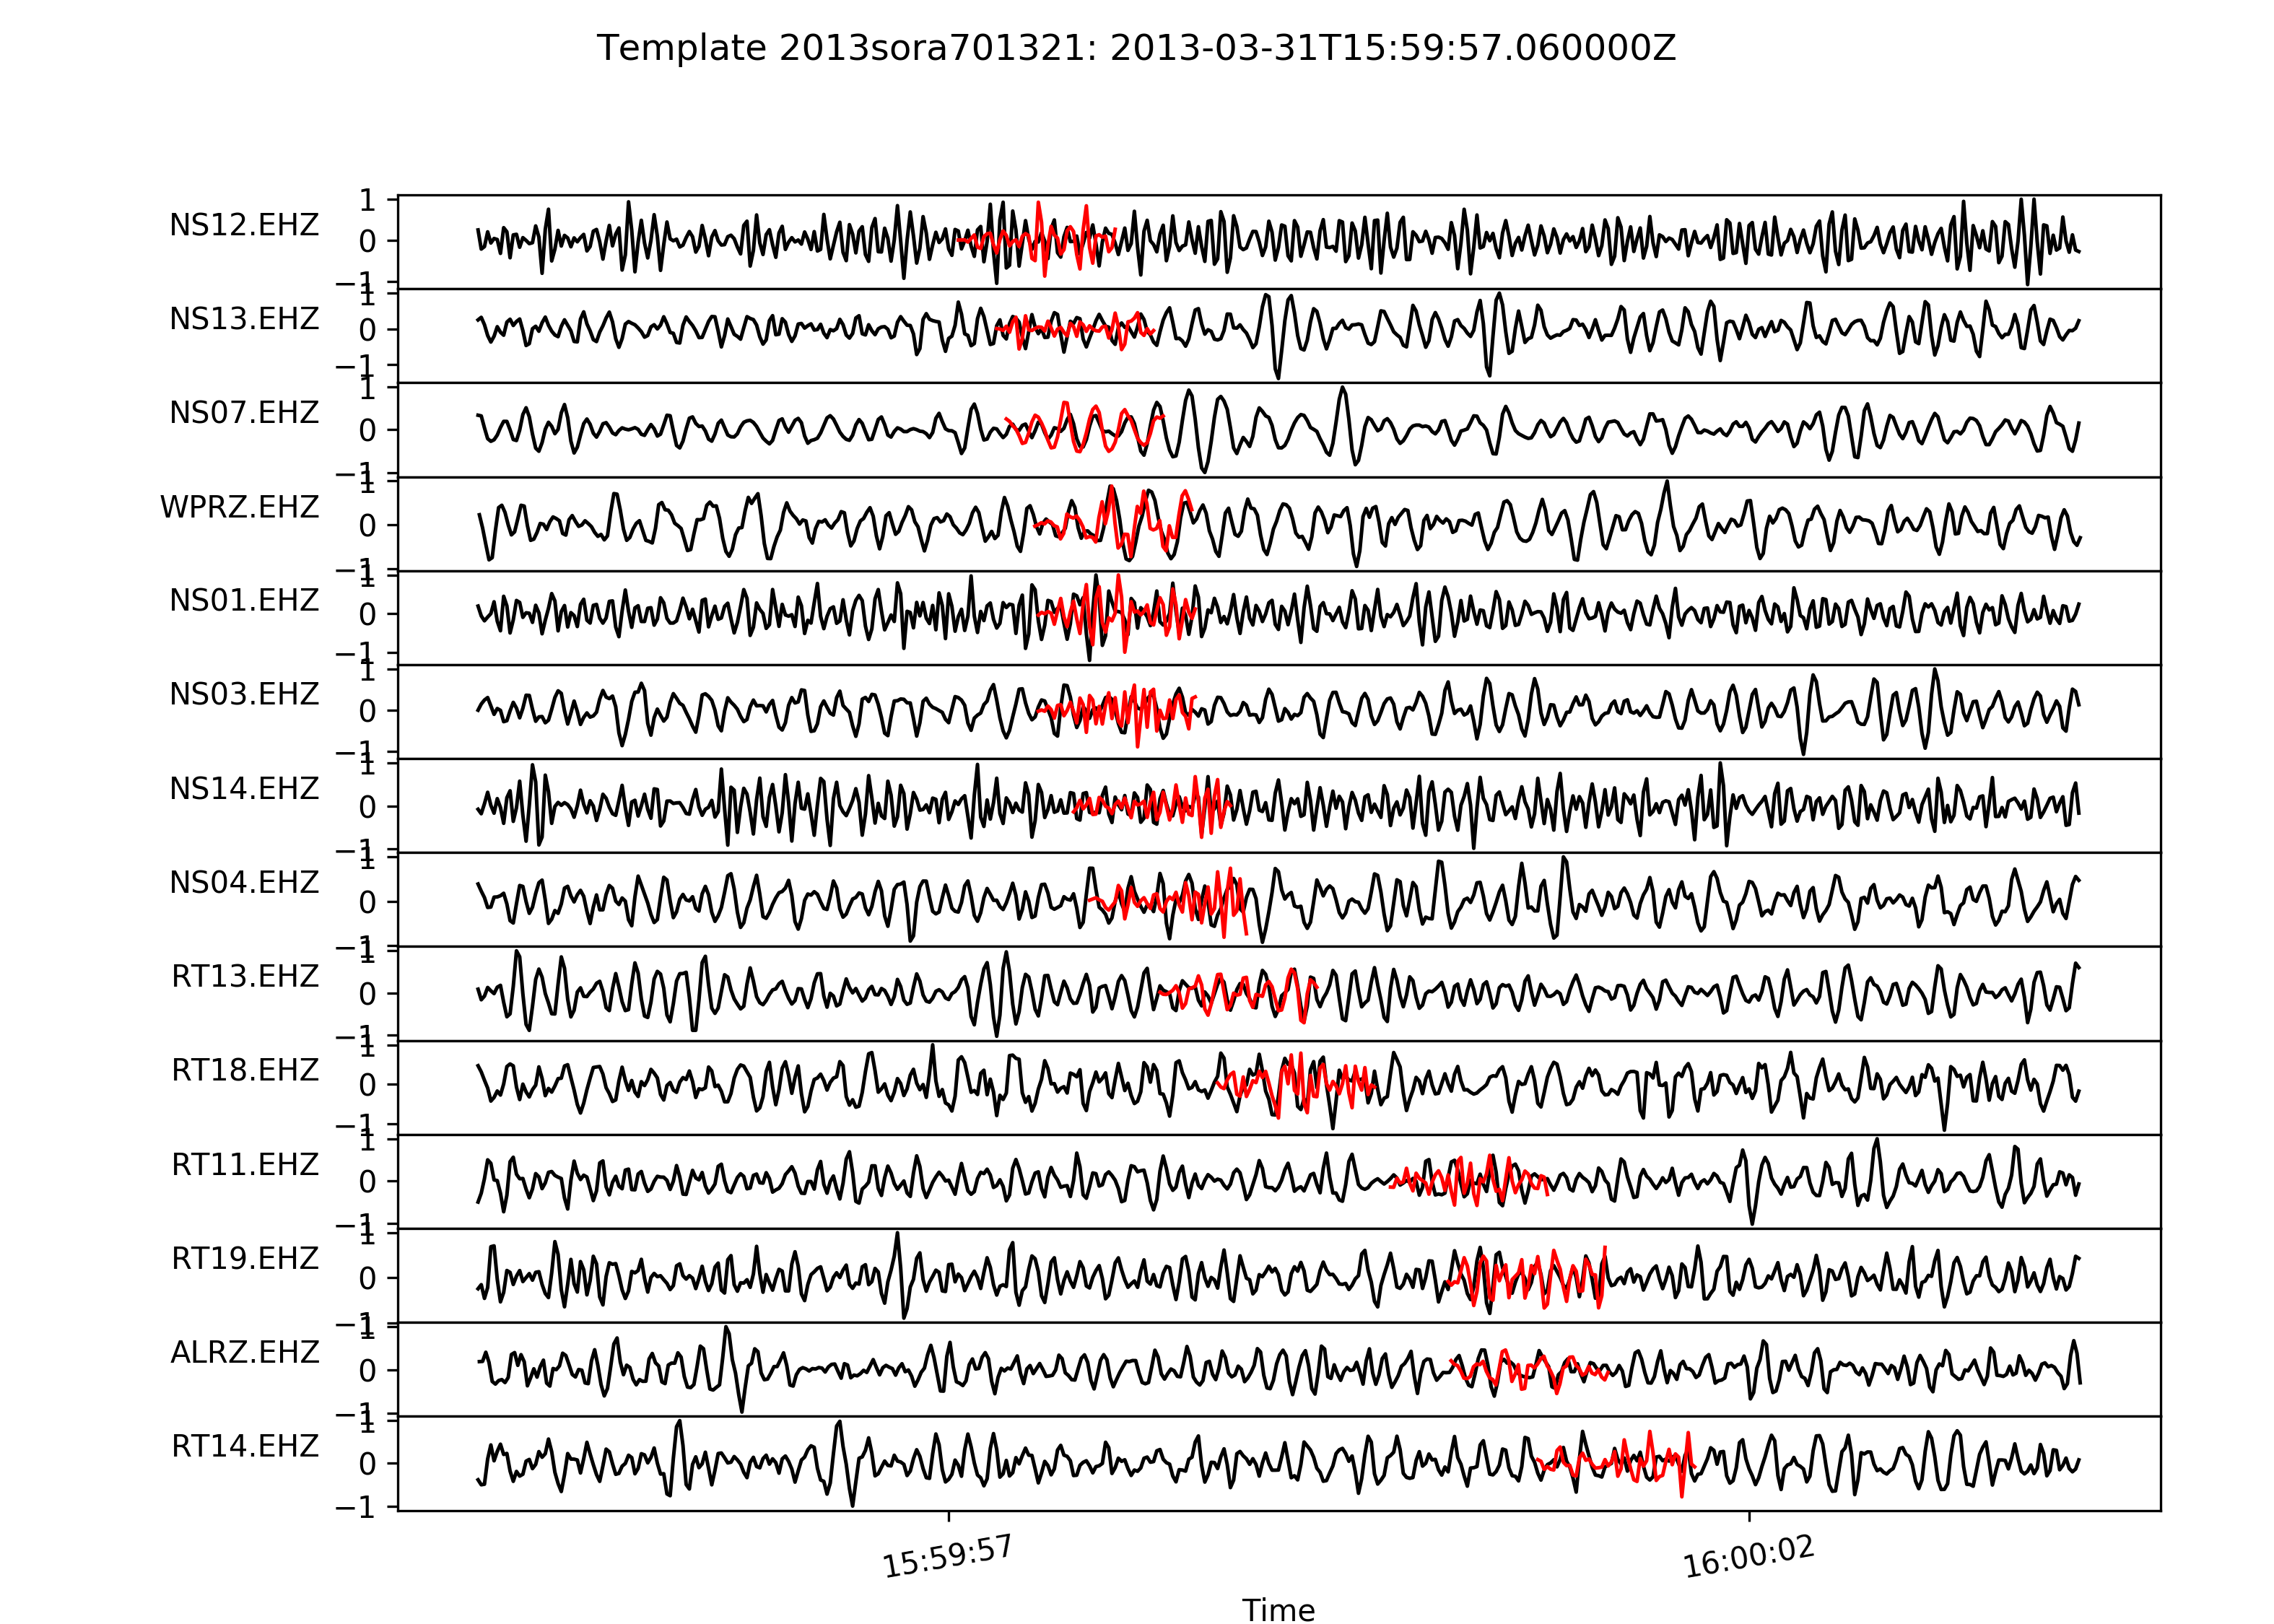 Template 2013sora701321: 2013-03-31T15:59:57.060000Z
NS12.EHZ 1 0 −1
NS13.EHZ 1 0 −1
NS07.EHZ 1 0 −1
WPRZ.EHZ 1 0 −1
NS01.EHZ 1 0 −1
NS03.EHZ 1 0 −1
NS14.EHZ 1 0 −1
NS04.EHZ 1 0 −1
RT13.EHZ 1 0 −1
RT18.EHZ 1 0 −1
RT11.EHZ 1 0 −1
RT19.EHZ 1 0 −1
ALRZ.EHZ 1 0 −1
RT14.EHZ 1 0 −1
15:59:57 16:00:02
Time